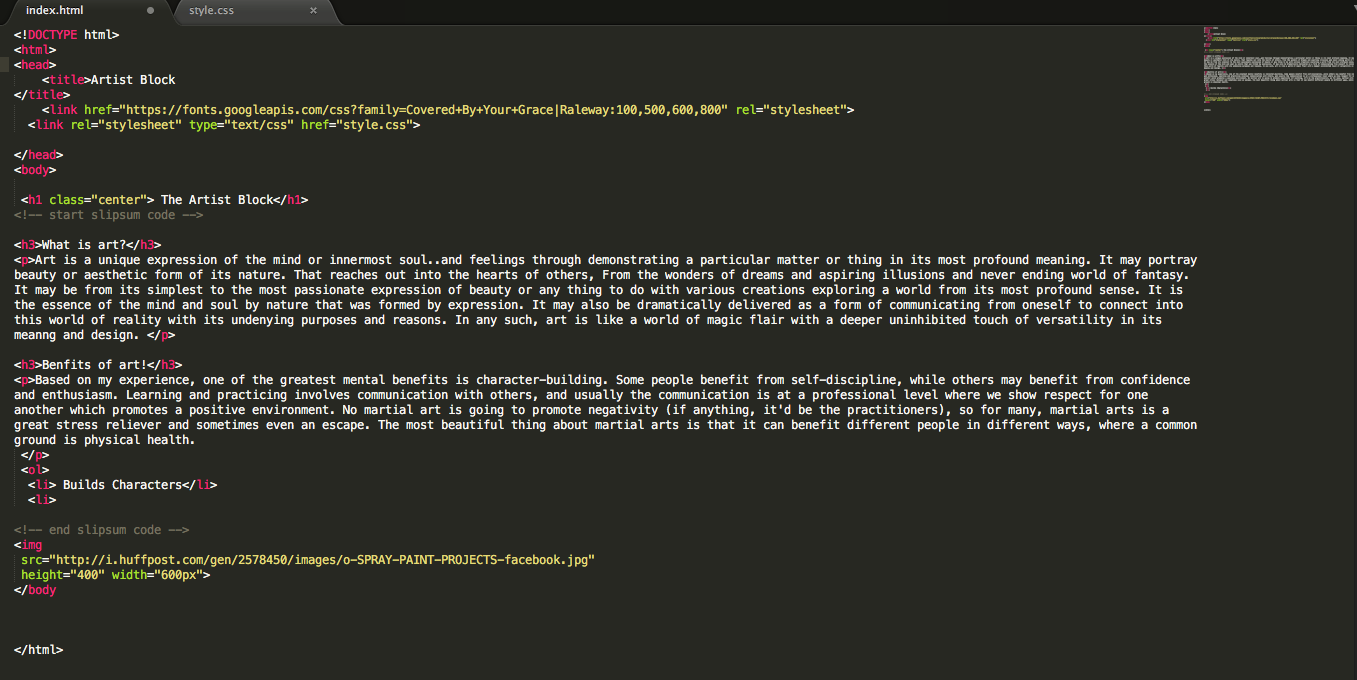 index.html
style.css
<!DOCTYPE html>
<html>
<head>
<title>Artist Block
</title>
<link href="https://fonts.googleapis.com/css?family=Covered+By+Your+Grace|Raleway:100,500,600,800" rel="stylesheet">
<link rel="stylesheet" type="text/css" href="style.css">
</head>
<body>
<h1 class="center"> The Artist Block</h1>
<!-- start slipsum code -->
<h3>What is art?</h3>
<p>Art is a unique expression of the mind or innermost soul..and feelings through demonstrating a particular matter or thing in its most profound meaning. It may portray
beauty or aesthetic form of its nature. That reaches out into the hearts of others, From the wonders of dreams and aspiring illusions and never ending world of fantasy.
It may be from its simplest to the most passionate expression of beauty or any thing to do with various creations exploring a world from its most profound sense. It is
the essence of the mind and soul by nature that was formed by expression. It may also be dramatically delivered as a form of communicating from oneself to connect into
this world of reality with its undenying purposes and reasons. In any such, art is like a world of magic flair with a deeper uninhibited touch of versatility in its
meanng and design. </p>
<h3>Benfits of art!</h3>
<p>Based on my experience, one of the greatest mental benefits is character-building. Some people benefit from self-discipline, while others may benefit from confidence
and enthusiasm. Learning and practicing involves communication with others, and usually the communication is at a professional level where we show respect for one
another which promotes a positive environment. No martial art is going to promote negativity (if anything, it'd be the practitioners), so for many, martial arts is a
great stress reliever and sometimes even an escape. The most beautiful thing about martial arts is that it can benefit different people in different ways, where a common
ground is physical health.
</p>
<ol>
<li> Builds Characters</li>
<li>
<!-- end slipsum code -->
<img
src="http://i.huffpost.com/gen/2578450/images/o-SPRAY-PAINT-PROJECTS-facebook.jpg"
height="400" width="600px">
</body
</html>